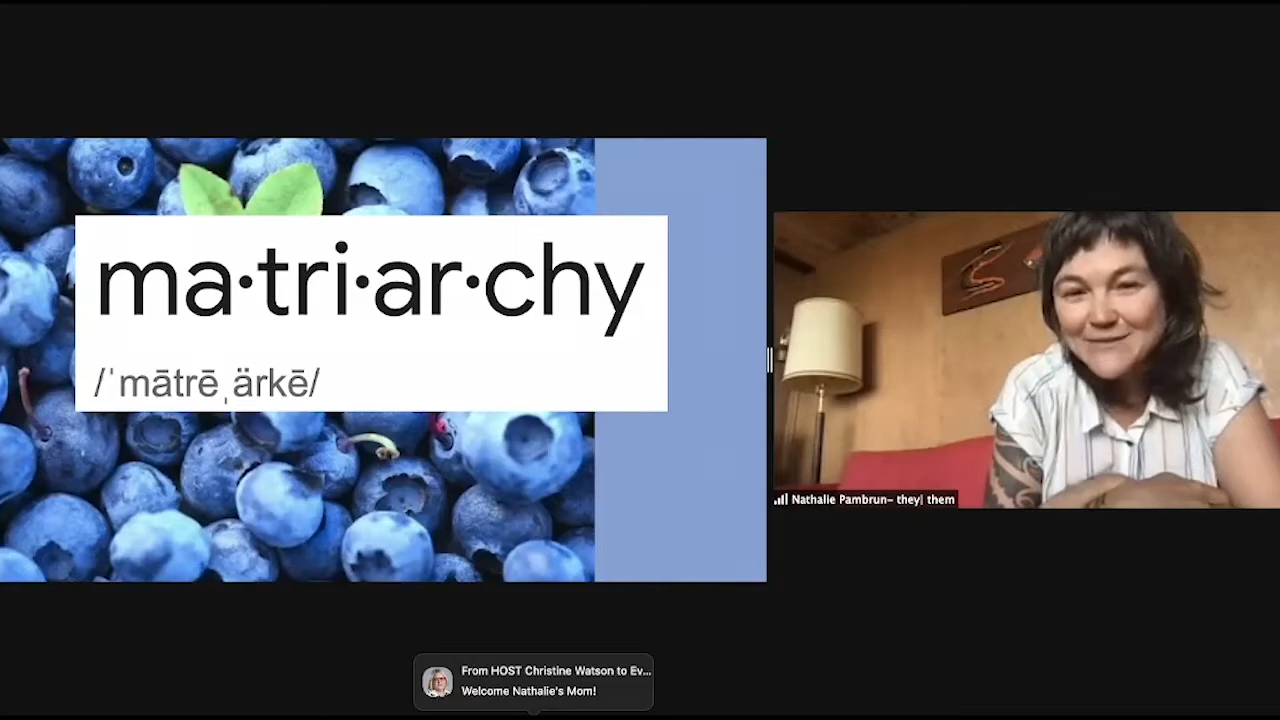 ma·tri·ar·chy
/ˈmātrēˌärkē/
Nathalie Pambrun– they| them
From HOST Christine Watson to Ev...
Welcome Nathalie's Mom!